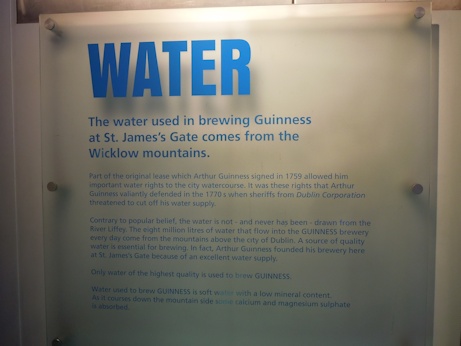 WATER
The water used in brewing Guinness
at St. James's Gate comes from the
Wicklow mountains.
Part of the original lease which Arthur Guinness signed in 1759 allowed him
important water rights to the city watercourse. It was these rights that Arthur
Guinness valiantly defended in the 1770s when sheriffs from Dublin Corporation
threatened to cut off his water supply.
Contrary to popular belief, the water is not - and never has been - drawn from the
River Liffey. The eight million litres of water that flow into the GUINNESS brewery
every day come from the mountains above the city of Dublin. A source of quality
water is essential for brewing. In fact, Arthur Guinness founded his brewery here
at St. James's Gate because of an excellent water supply.
Only water of the highest quality is used to brew GUINNESS.
Water used to brew GUINNESS is soft water with a low mineral content.
As it courses down the mountain side some calcium and magnesium sulphate
is absorbed.